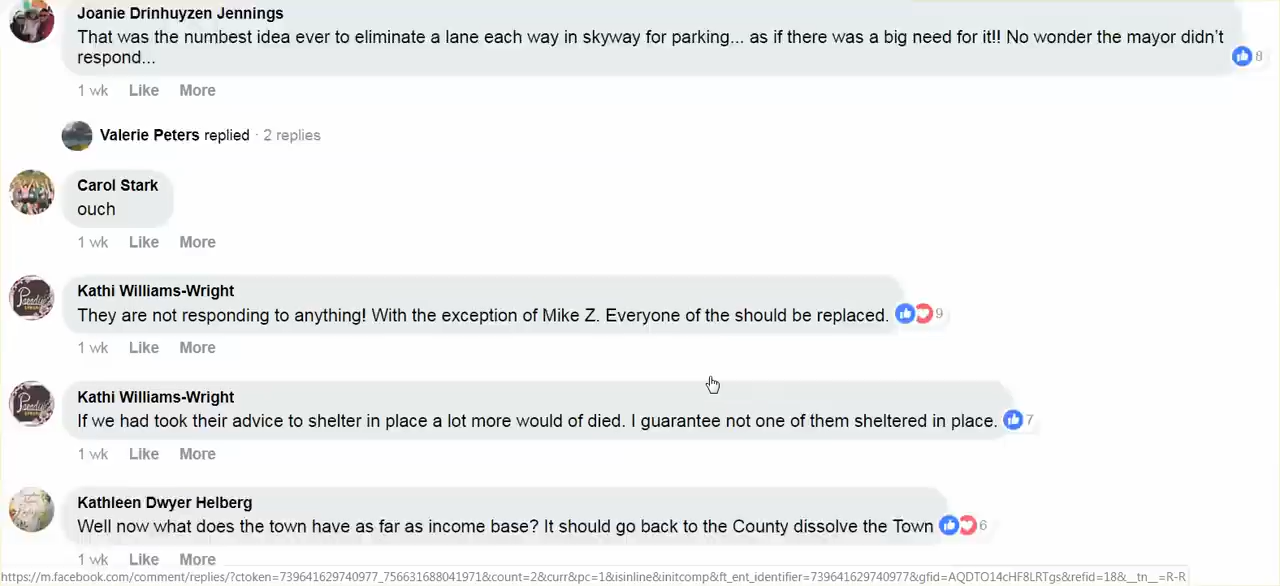 Joanie Drinhuyzen Jennings
That was the numbest idea ever to eliminate a lane each way in skyway for parking... as if there was a big need for it!! No wonder the mayor didn't
respond...
8
1 wk Like More
Valerie Peters replied · 2 replies
Carol Stark
ouch
1 wk Like More
Kathi Williams-Wright
They are not responding to anything! With the exception of Mike Z. Everyone of the should be replaced. 9
1 wk Like More
Kathi Williams-Wright
If we had took their advice to shelter in place a lot more would of died. I guarantee not one of them sheltered in place. 7
1 wk Like More
Kathleen Dwyer Helberg
Well now what does the town have as far as income base? It should go back to the County dissolve the Town 6
1 wk Like More
https://m.facebook.com/comment/replies/?ctoken=739641629740977_756631688041971&count=2&curr&pc=1&isinline&initcomp&ft_ent_identifier=739641629740977&gfid=AQDTO14cHF8LRTgs&refid=18&__tn__=R-R